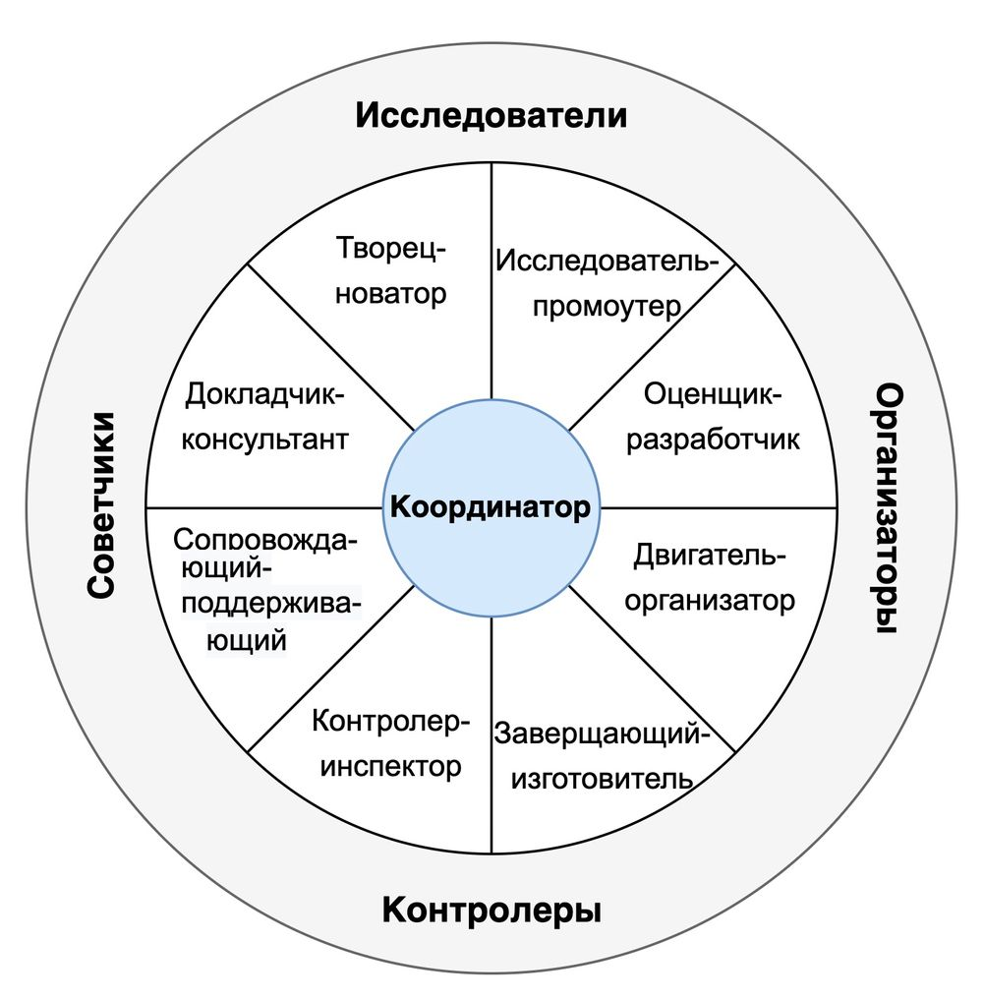 Исследователи
Творец-
новатор
Исследователь-
промоутер
Докладчик-
консультант
Оценщик-
разработчик
Советчики
Координатор
Организаторы
Сопровожда-
ющий-
поддержива-
ющий
Двигатель-
организатор
Контролер-
инспектор
Заверщающий-
изготовитель
Контролеры